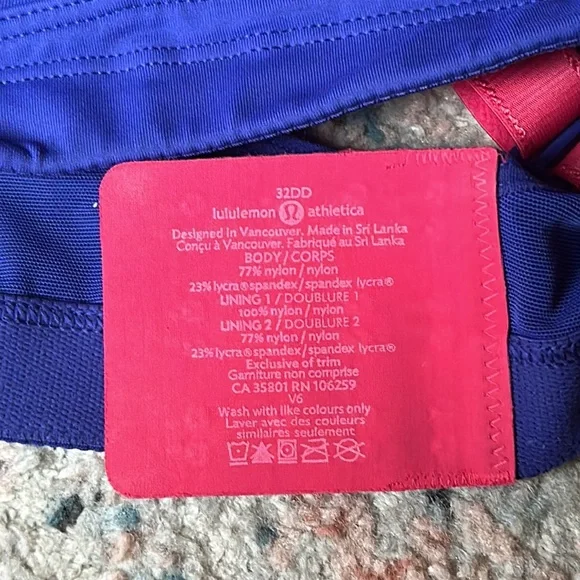 32DD
lululemon athletica
Designed in Vancouver. Made in Sri Lanka
Conçu à Vancouver. Fabriqué au Sri Lanka
BODY / CORPS
77% nylon / nylon
23% lycra® spandex / spandex lycra®
LINING 1 / DOUBLURE 1
100% nylon / nylon
LINING 2 / DOUBLURE 2
77% nylon / nylon
23% lycra® spandex / spandex lycra®
Exclusive of trim
Garniture non comprise
CA 35801 RN 106259
V6
Wash with like colours only
Laver avec des couleurs
similaires seulement